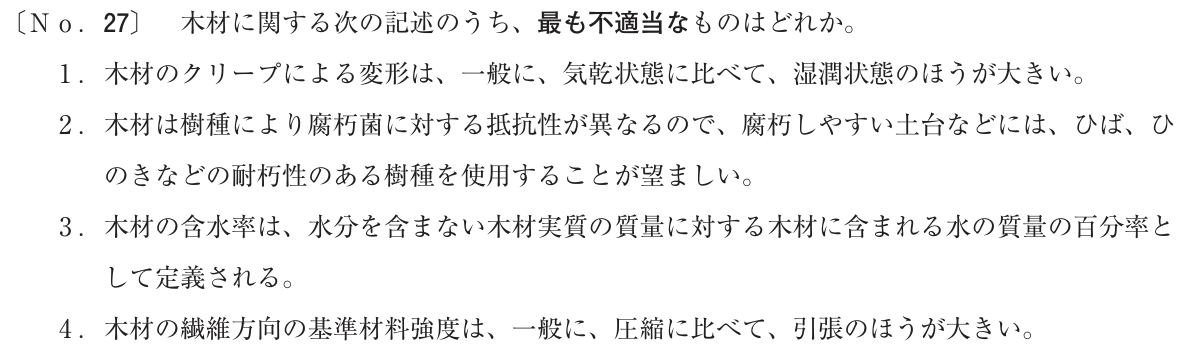 〔Ｎｏ．27〕　木材に関する次の記述のうち、最も不適当なものはどれか。
１．木材のクリープによる変形は、一般に、気乾状態に比べて、湿潤状態のほうが大きい。
２．木材は樹種により腐朽菌に対する抵抗性が異なるので、腐朽しやすい土台などには、ひば、ひ
のきなどの耐朽性のある樹種を使用することが望ましい。
３．木材の含水率は、水分を含まない木材実質の質量に対する木材に含まれる水の質量の百分率と
して定義される。
４．木材の繊維方向の基準材料強度は、一般に、圧縮に比べて、引張のほうが大きい。